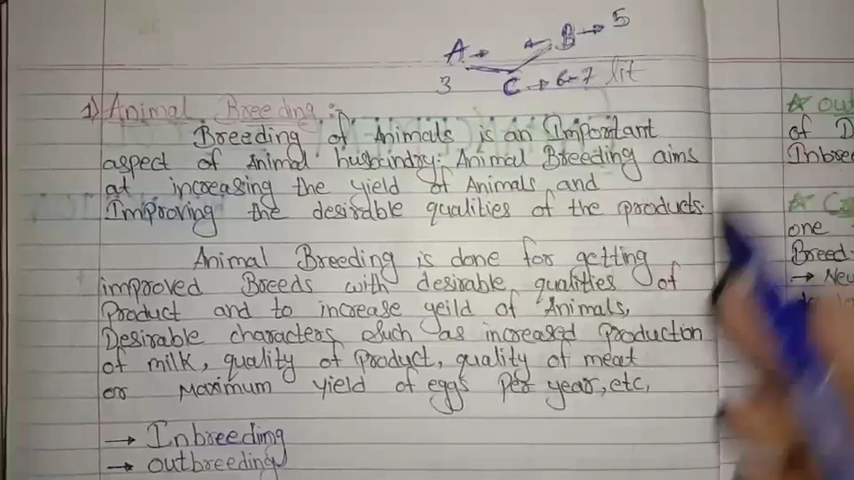 A → ← B → 5
3 C → 6-7 lit
1) Animal Breeding :-
Breeding of Animals is an Important
aspect of Animal husbindry. Animal Breeding aims
at increasing the yield of Animals and
Improving the desirable qualities of the products.
Animal Breeding is done for getting
improved Breeds with desirable qualities of
Product and to increase yeild of Animals,
Desirable characters such as increased production
of milk, quality of product, quality of meat
or Maximum yield of eggs per year, etc,
→ Inbreeding
→ outbreeding
☆ out
of D
Inbree
☆ C
one
Breed
→ New